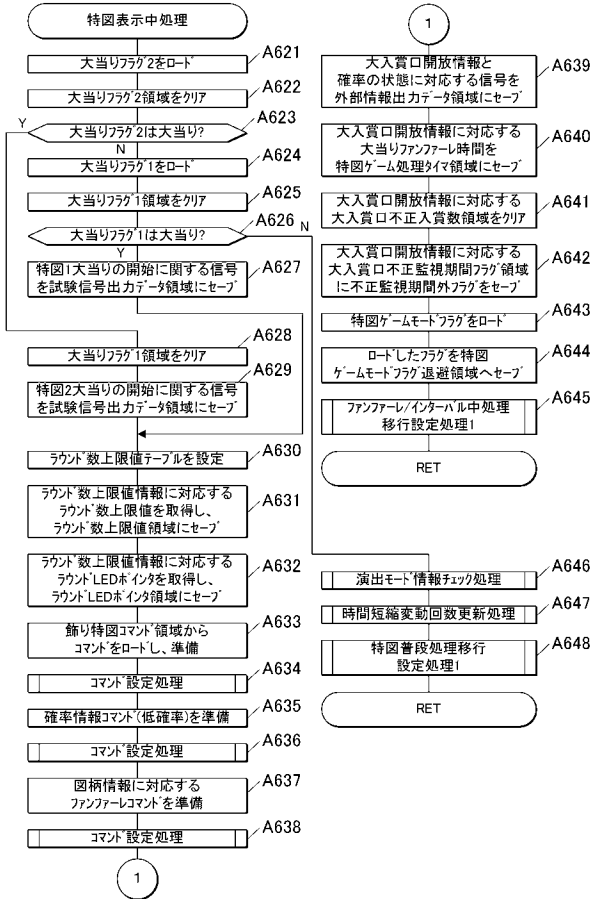 特図表示中処理
大当りフラグ2をロード
A621
大当りフラグ2領域をクリア
A622
大当りフラグ2は大当り?
A623
Y
N
大当りフラグ1をロード
A624
大当りフラグ1領域をクリア
A625
大当りフラグ1は大当り?
A626
N
Y
特図1大当りの開始に関する信号
を試験信号出力データ領域にセーブ
A627
大当りフラグ1領域をクリア
A628
特図2大当りの開始に関する信号
を試験信号出力データ領域にセーブ
A629
ラウンド数上限値テーブルを設定
A630
ラウンド数上限値情報に対応する
ラウンド数上限値を取得し、
ラウンド数上限値領域にセーブ
A631
ラウンド数上限値情報に対応する
ラウンドLEDポインタを取得し、
ラウンドLEDポインタ領域にセーブ
A632
飾り特図コマンド領域から
コマンドをロードし、準備
A633
コマンド設定処理
A634
確率情報コマンド(低確率)を準備
A635
コマンド設定処理
A636
図柄情報に対応する
ファンファーレコマンドを準備
A637
コマンド設定処理
A638
1
1
大入賞口開放情報と
確率の状態に対応する信号を
外部情報出力データ領域にセーブ
A639
大入賞口開放情報に対応する
大当りファンファーレ時間を
特図ゲーム処理タイマ領域にセーブ
A640
大入賞口開放情報に対応する
大入賞口不正入賞数領域をクリア
A641
大入賞口開放情報に対応する
大入賞口不正監視期間フラグ領域
に不正監視期間外フラグをセーブ
A642
特図ゲームモードフラグをロード
A643
ロードしたフラグを特図
ゲームモードフラグ退避領域へセーブ
A644
ファンファーレ/インターバル中処理
移行設定処理1
A645
RET
演出モード情報チェック処理
A646
時間短縮変動回数更新処理
A647
特図普段処理移行
設定処理1
A648
RET